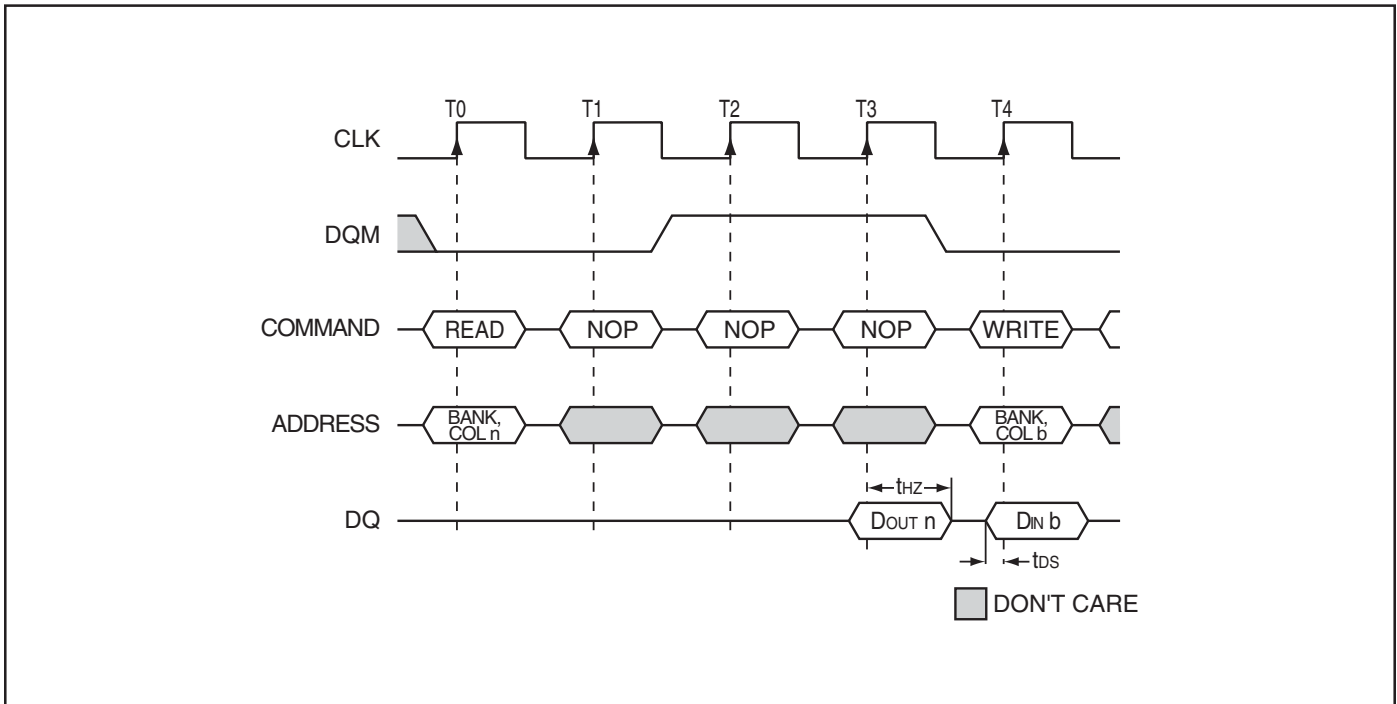 T0 T1 T2 T3 T4
CLK
DQM
COMMAND READ NOP NOP NOP WRITE
ADDRESS BANK, COL n BANK, COL b
tHZ
DQ DOUT n DIN b
tDS
DON'T CARE